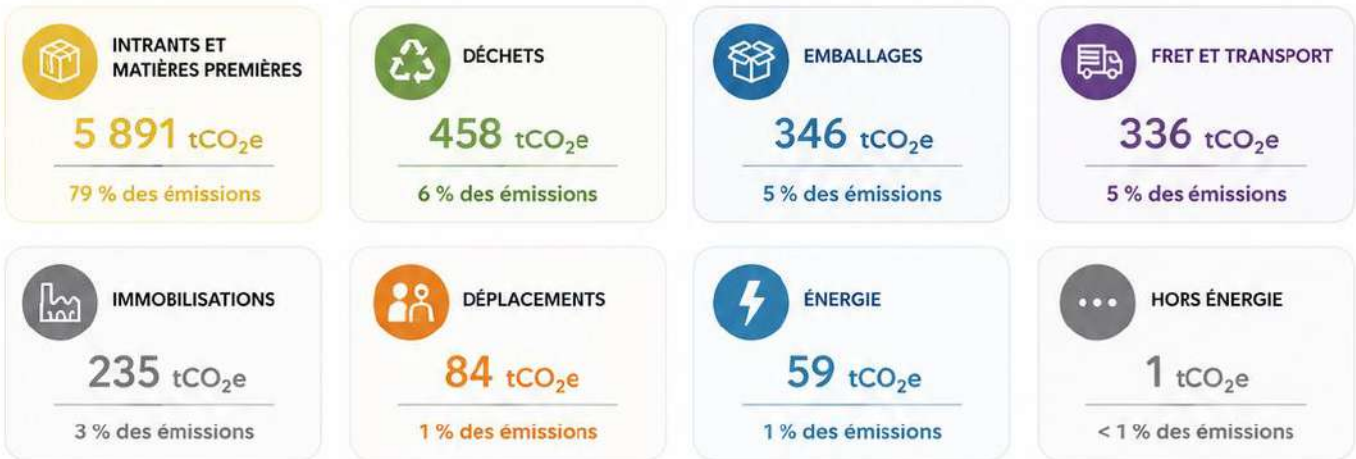 INTRANTS ET
MATIÈRES PREMIÈRES
5 891 tCO₂e
79 % des émissions
DÉCHETS
458 tCO₂e
6 % des émissions
EMBALLAGES
346 tCO₂e
5 % des émissions
FRET ET TRANSPORT
336 tCO₂e
5 % des émissions
IMMOBILISATIONS
235 tCO₂e
3 % des émissions
DÉPLACEMENTS
84 tCO₂e
1 % des émissions
ÉNERGIE
59 tCO₂e
1 % des émissions
HORS ÉNERGIE
1 tCO₂e
< 1 % des émissions